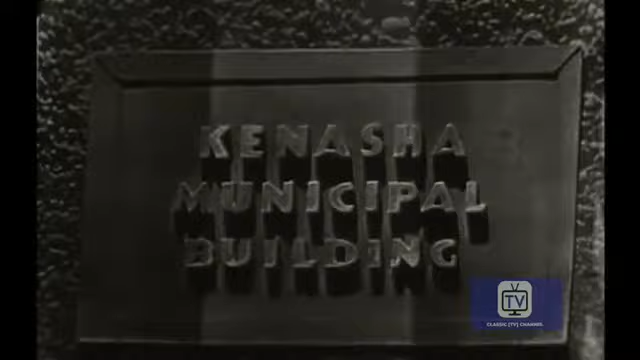 KENASHA
MUNICIPAL
BUILDING
TV
CLASSIC [TV] CHANNEL